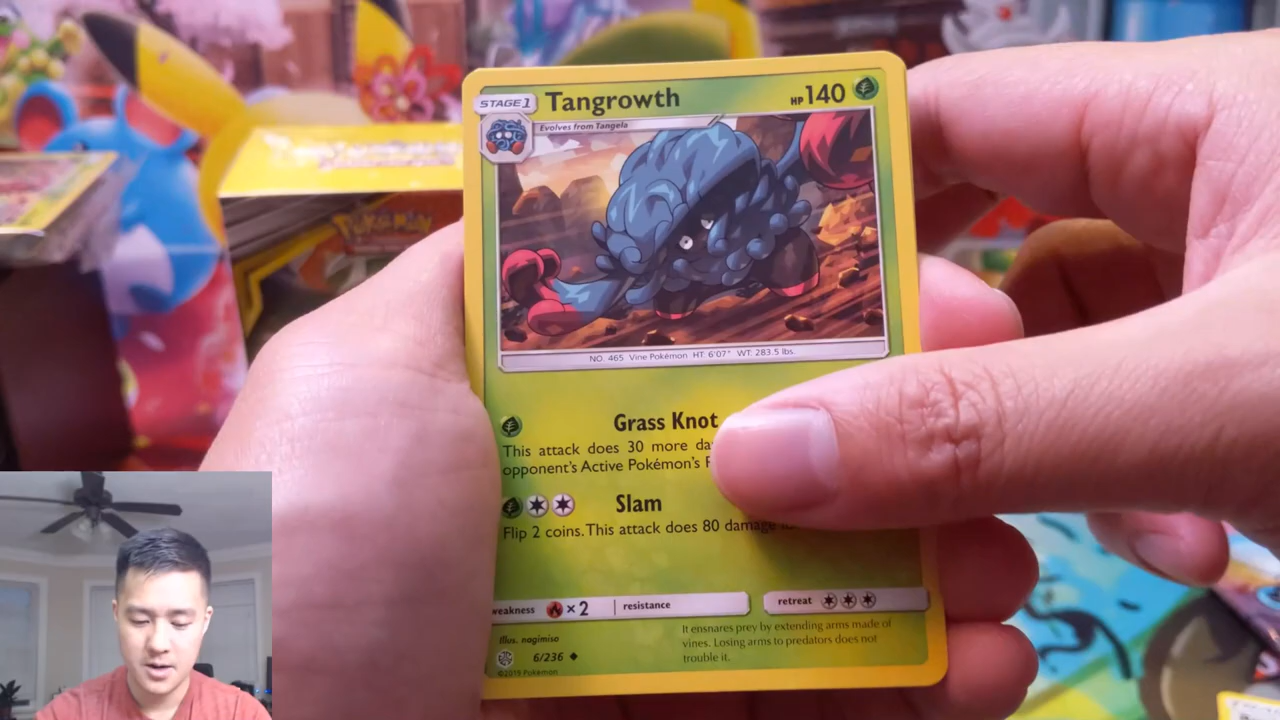 POKÉMON
STAGE 1
Tangrowth
HP 140
Evolves from Tangela
NO. 465 Vine Pokémon HT: 6'07" WT: 283.5 lbs.
Grass Knot
This attack does 30 more
opponent's Active Pokémon's
Slam
Flip 2 coins. This attack does 80 damage
weakness ×2 resistance retreat
It ensnares prey by extending arms made of
vines. Losing arms to predators does not
trouble it.
Illus. nagimiso
6/236
©2019 Pokémon